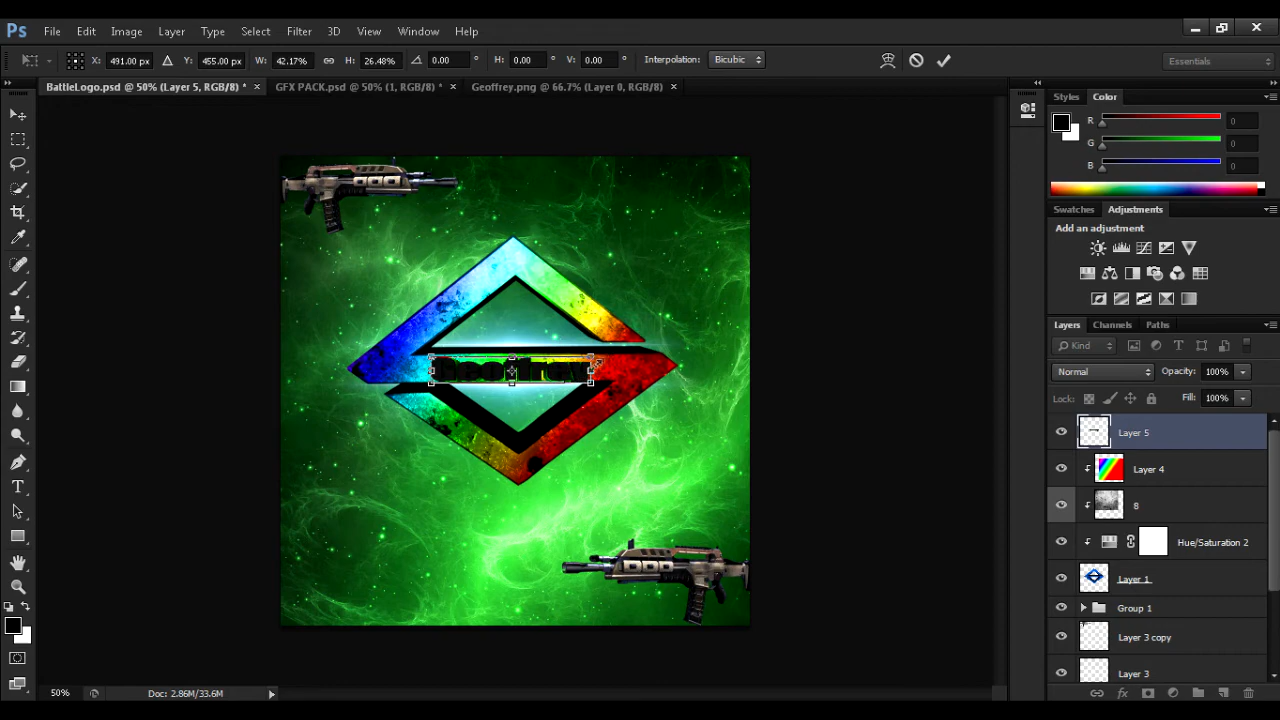 Ps File Edit Image Layer Type Select Filter 3D View Window Help
X: 491.00 px Y: 455.00 px W: 42.17% H: 26.48% 0.00 ° H: 0.00 ° V: 0.00 ° Interpolation: Bicubic Essentials
BattleLogo.psd @ 50% (Layer 5, RGB/8) * × GFX PACK.psd @ 50% (1, RGB/8) * × Geoffrey.png @ 66.7% (Layer 0, RGB/8) ×
Styles Color
R 0
G 0
B 0
Swatches Adjustments
Add an adjustment
Layers Channels Paths
Kind
Normal Opacity: 100%
Lock: Fill: 100%
Layer 5
Layer 4
8
Hue/Saturation 2
Layer 1
Group 1
Layer 3 copy
Layer 3
Geoffrey
50% Doc: 2.86M/33.6M